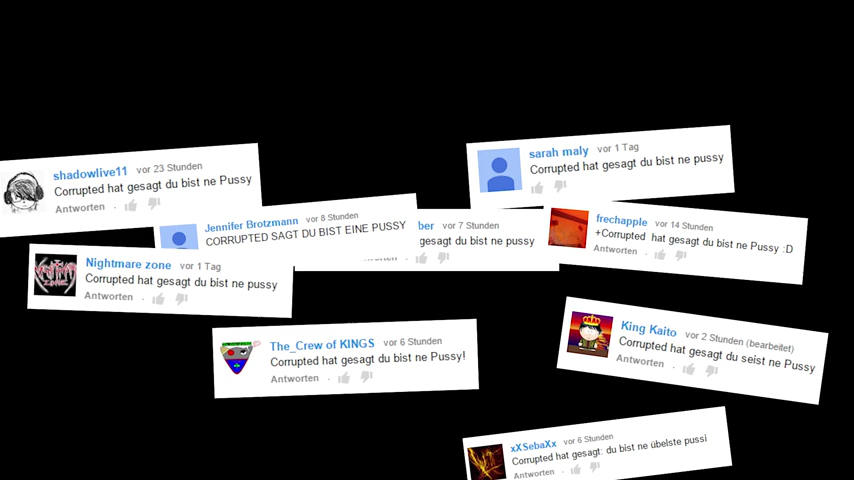 shadowlive11 vor 23 Stunden
Corrupted hat gesagt du bist ne Pussy
Antworten ·
sarah maly vor 1 Tag
Corrupted hat gesagt du bist ne pussy
Jennifer Brotzmann vor 8 Stunden
CORRUPTED SAGT DU BIST EINE PUSSY
ber vor 7 Stunden
gesagt du bist ne pussy
frechapple vor 14 Stunden
+Corrupted hat gesagt du bist ne Pussy :D
Antworten ·
Nightmare zone vor 1 Tag
Corrupted hat gesagt du bist ne pussy
Antworten ·
The_Crew of KINGS vor 6 Stunden
Corrupted hat gesagt du bist ne Pussy!
Antworten ·
King Kaito vor 2 Stunden (bearbeitet)
Corrupted hat gesagt du seist ne Pussy
Antworten ·
xXSebaXx vor 6 Stunden
Corrupted hat gesagt: du bist ne übelste pussi
Antworten ·